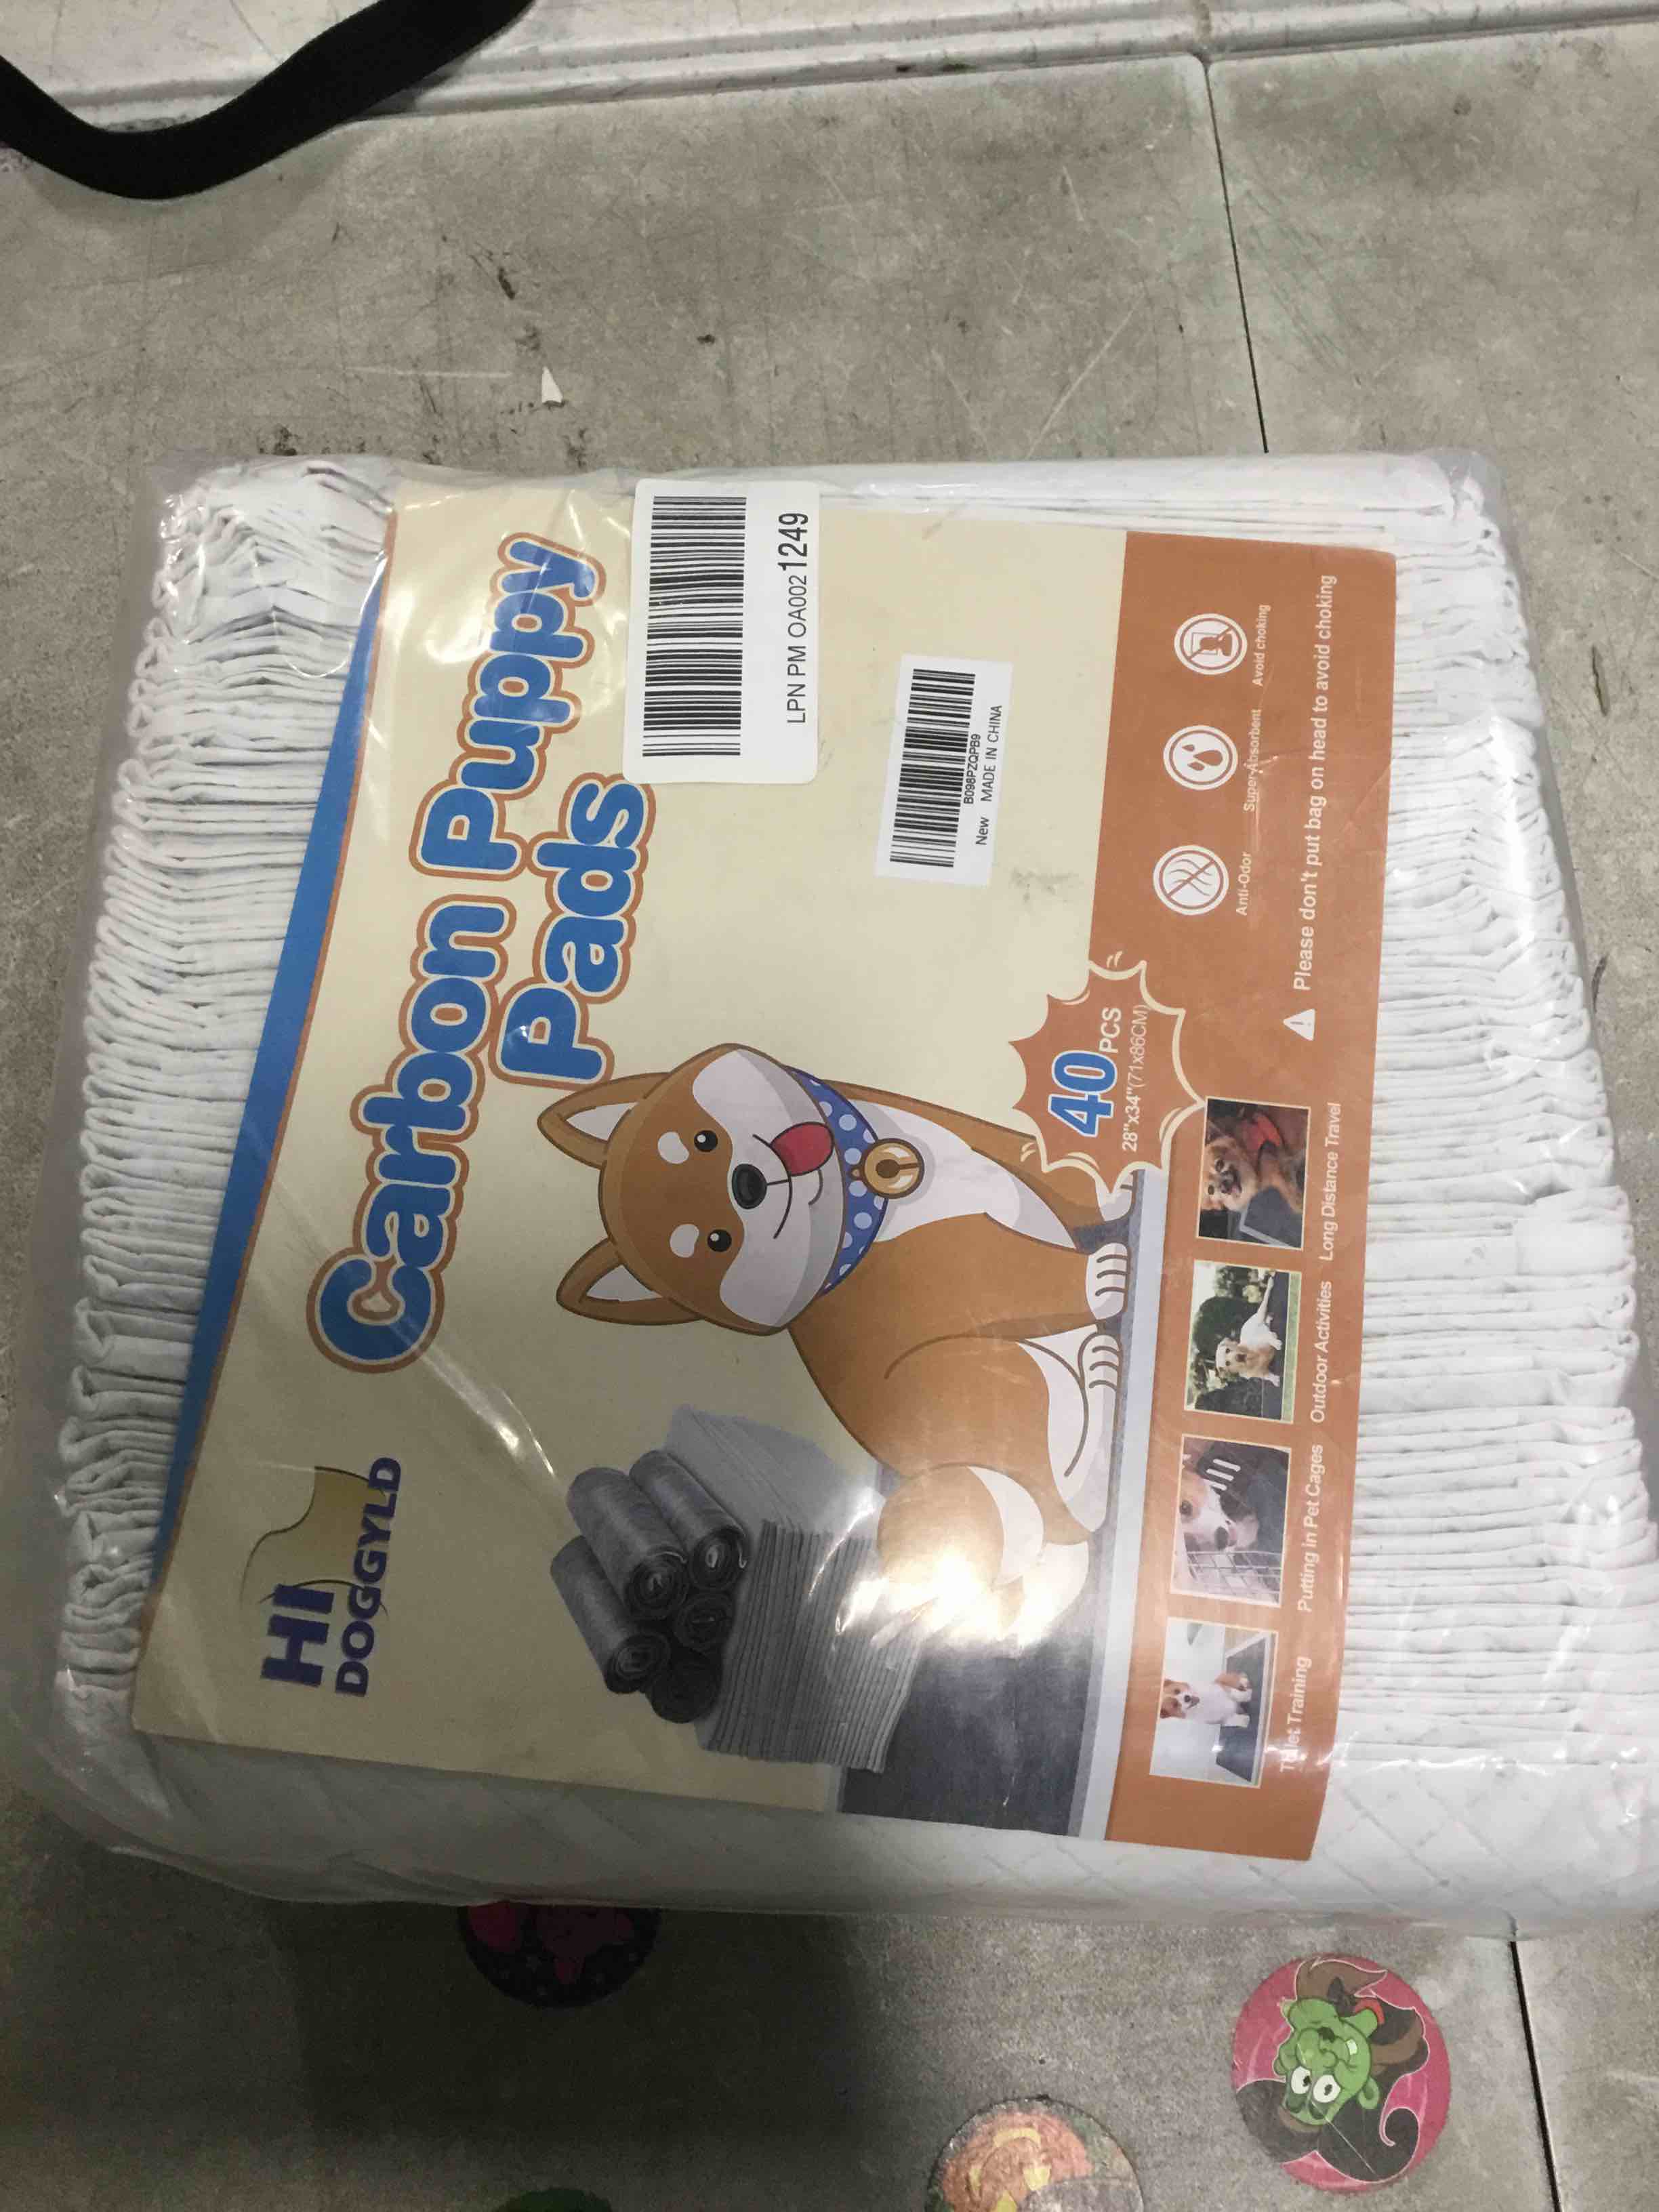 HI
DOGGYLD
Carbon Puppy
Pads
LPN PM OA0021249
B098PZQPB9
New MADE IN CHINA
40 PCS
28"x34"(71x86CM)
Anti-Odor
Super Absorbent
Avoid choking
Please don't put bag on head to avoid choking
Toilet Training
Putting in Pet Cages
Outdoor Activities
Long Distance Travel